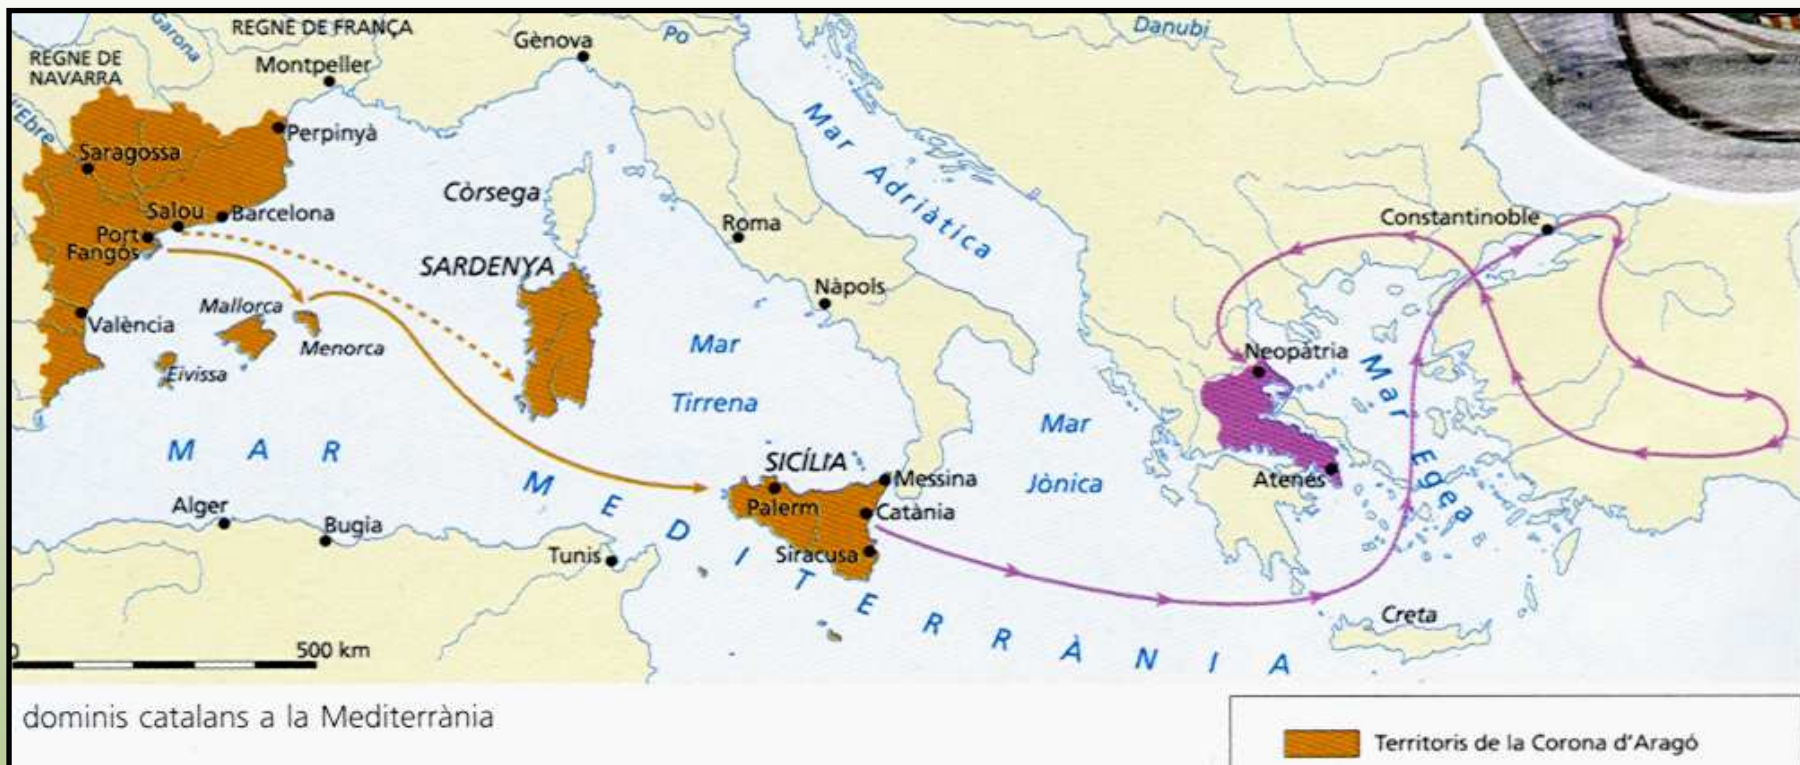 Garona
REGNE DE FRANÇA
Gènova
Po
Danubi
REGNE DE
NAVARRA
Montpeller
Ebre
Perpinyà
Saragossa
Mar Adriàtica
Còrsega
Salou
Barcelona
Port
Fangós
Roma
Constantinoble
SARDENYA
Nàpols
Mallorca
València
Menorca
Mar
Tirrena
Neopàtria
Eivissa
Mar Egea
Mar
Jònica
MAR
MEDITERRÀNIA
SICÍLIA
Messina
Atenes
Palerm
Catània
Alger
Bugia
Tunis
Siracusa
Creta
0
500 km
dominis catalans a la Mediterrània
Territoris de la Corona d'Aragó